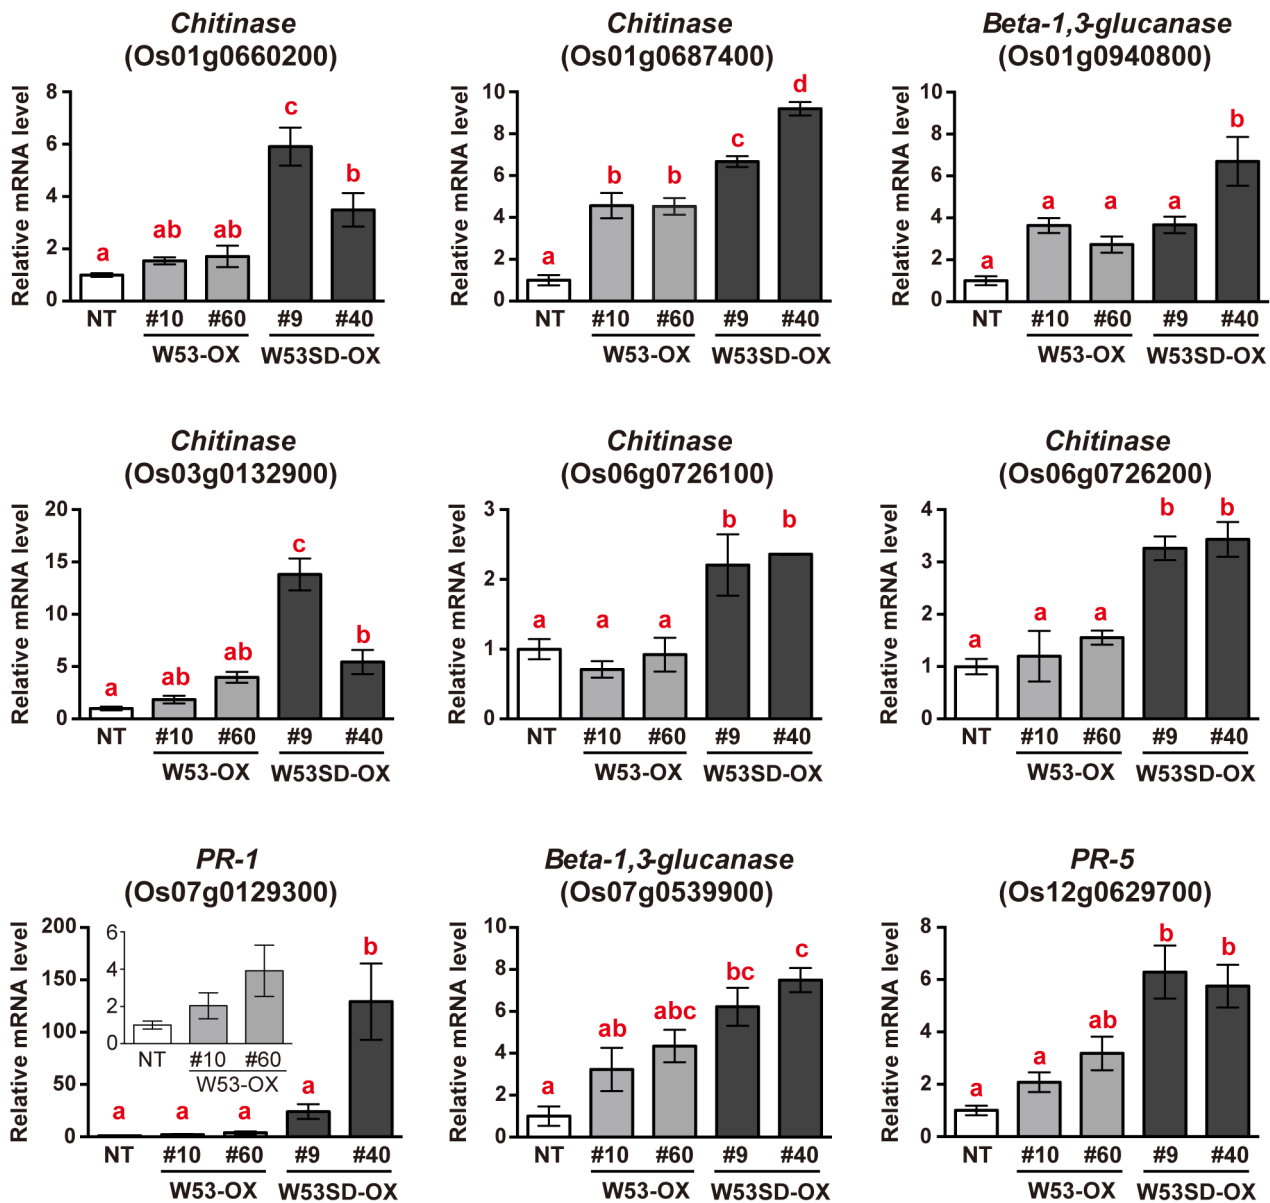 Chitinase
(Os01g0660200)
Relative mRNA level
8
6
4
2
0
a
ab
ab
c
b
NT
#10
#60
#9
#40
W53-OX
W53SD-OX
Chitinase
(Os01g0687400)
Relative mRNA level
10
8
6
4
2
0
a
b
b
c
d
NT
#10
#60
#9
#40
W53-OX
W53SD-OX
Beta-1,3-glucanase
(Os01g0940800)
Relative mRNA level
10
8
6
4
2
0
a
a
a
a
b
NT
#10
#60
#9
#40
W53-OX
W53SD-OX
Chitinase
(Os03g0132900)
Relative mRNA level
20
15
10
5
0
a
ab
ab
c
b
NT
#10
#60
#9
#40
W53-OX
W53SD-OX
Chitinase
(Os06g0726100)
Relative mRNA level
3
2
1
0
a
a
a
b
b
NT
#10
#60
#9
#40
W53-OX
W53SD-OX
Chitinase
(Os06g0726200)
Relative mRNA level
4
3
2
1
0
a
a
a
b
b
NT
#10
#60
#9
#40
W53-OX
W53SD-OX
PR-1
(Os07g0129300)
Relative mRNA level
200
150
100
50
0
6
4
2
0
NT
#10
#60
W53-OX
a
a
a
a
b
NT
#10
#60
#9
#40
W53-OX
W53SD-OX
Beta-1,3-glucanase
(Os07g0539900)
Relative mRNA level
10
8
6
4
2
0
a
ab
abc
bc
c
NT
#10
#60
#9
#40
W53-OX
W53SD-OX
PR-5
(Os12g0629700)
Relative mRNA level
8
6
4
2
0
a
a
ab
b
b
NT
#10
#60
#9
#40
W53-OX
W53SD-OX